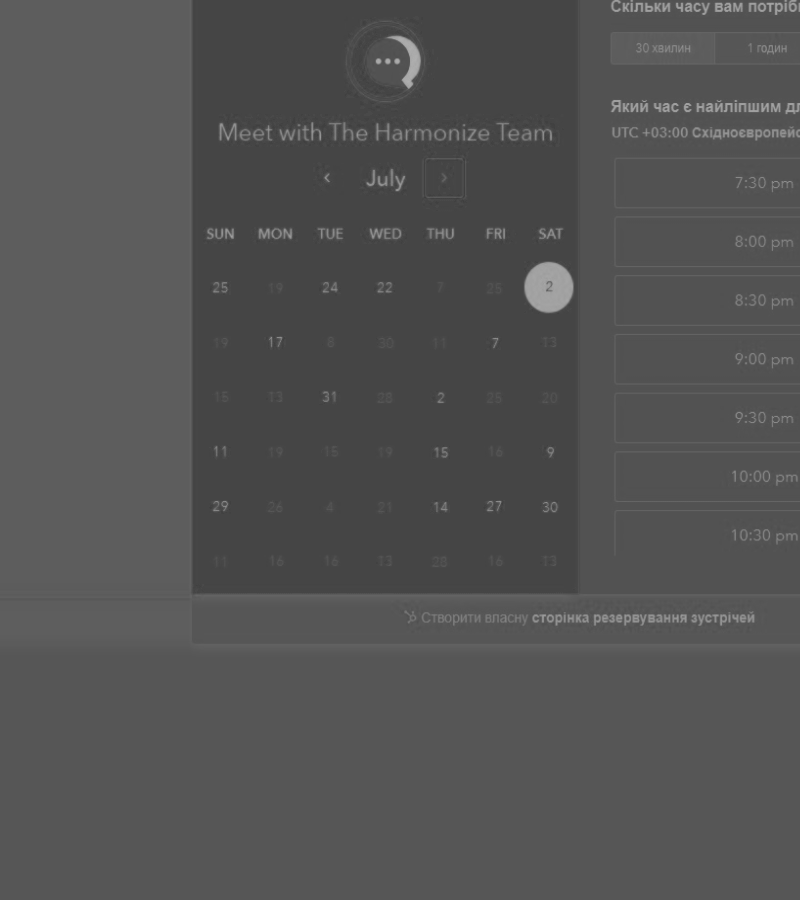 Meet with The Harmonize Team
July
SUN MON TUE WED THU FRI SAT
25 19 24 22 7 25 2
19 17 8 30 11 7 13
15 13 31 28 2 25 20
11 19 15 19 15 16 9
29 26 4 21 14 27 30
11 16 16 13 28 16 13
Скільки часу вам потріб
30 хвилин 1 годин
Який час є найліпшим дл
UTC +03:00 Східноєвропейс
7:30 pm
8:00 pm
8:30 pm
9:00 pm
9:30 pm
10:00 pm
10:30 pm
Створити власну сторінка резервування зустрічей